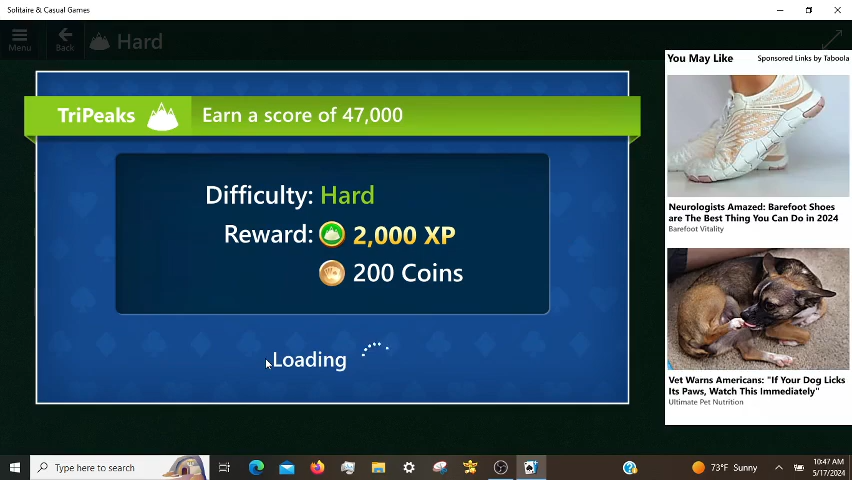 Solitaire & Casual Games
Menu
Back
Hard
TriPeaks
Earn a score of 47,000
Difficulty: Hard
Reward: 2,000 XP
200 Coins
Loading
You May Like
Sponsored Links by Taboola
Neurologists Amazed: Barefoot Shoes
are The Best Thing You Can Do in 2024
Barefoot Vitality
Vet Warns Americans: "If Your Dog Licks
Its Paws, Watch This Immediately"
Ultimate Pet Nutrition
Type here to search
73°F Sunny
10:47 AM
5/17/2024